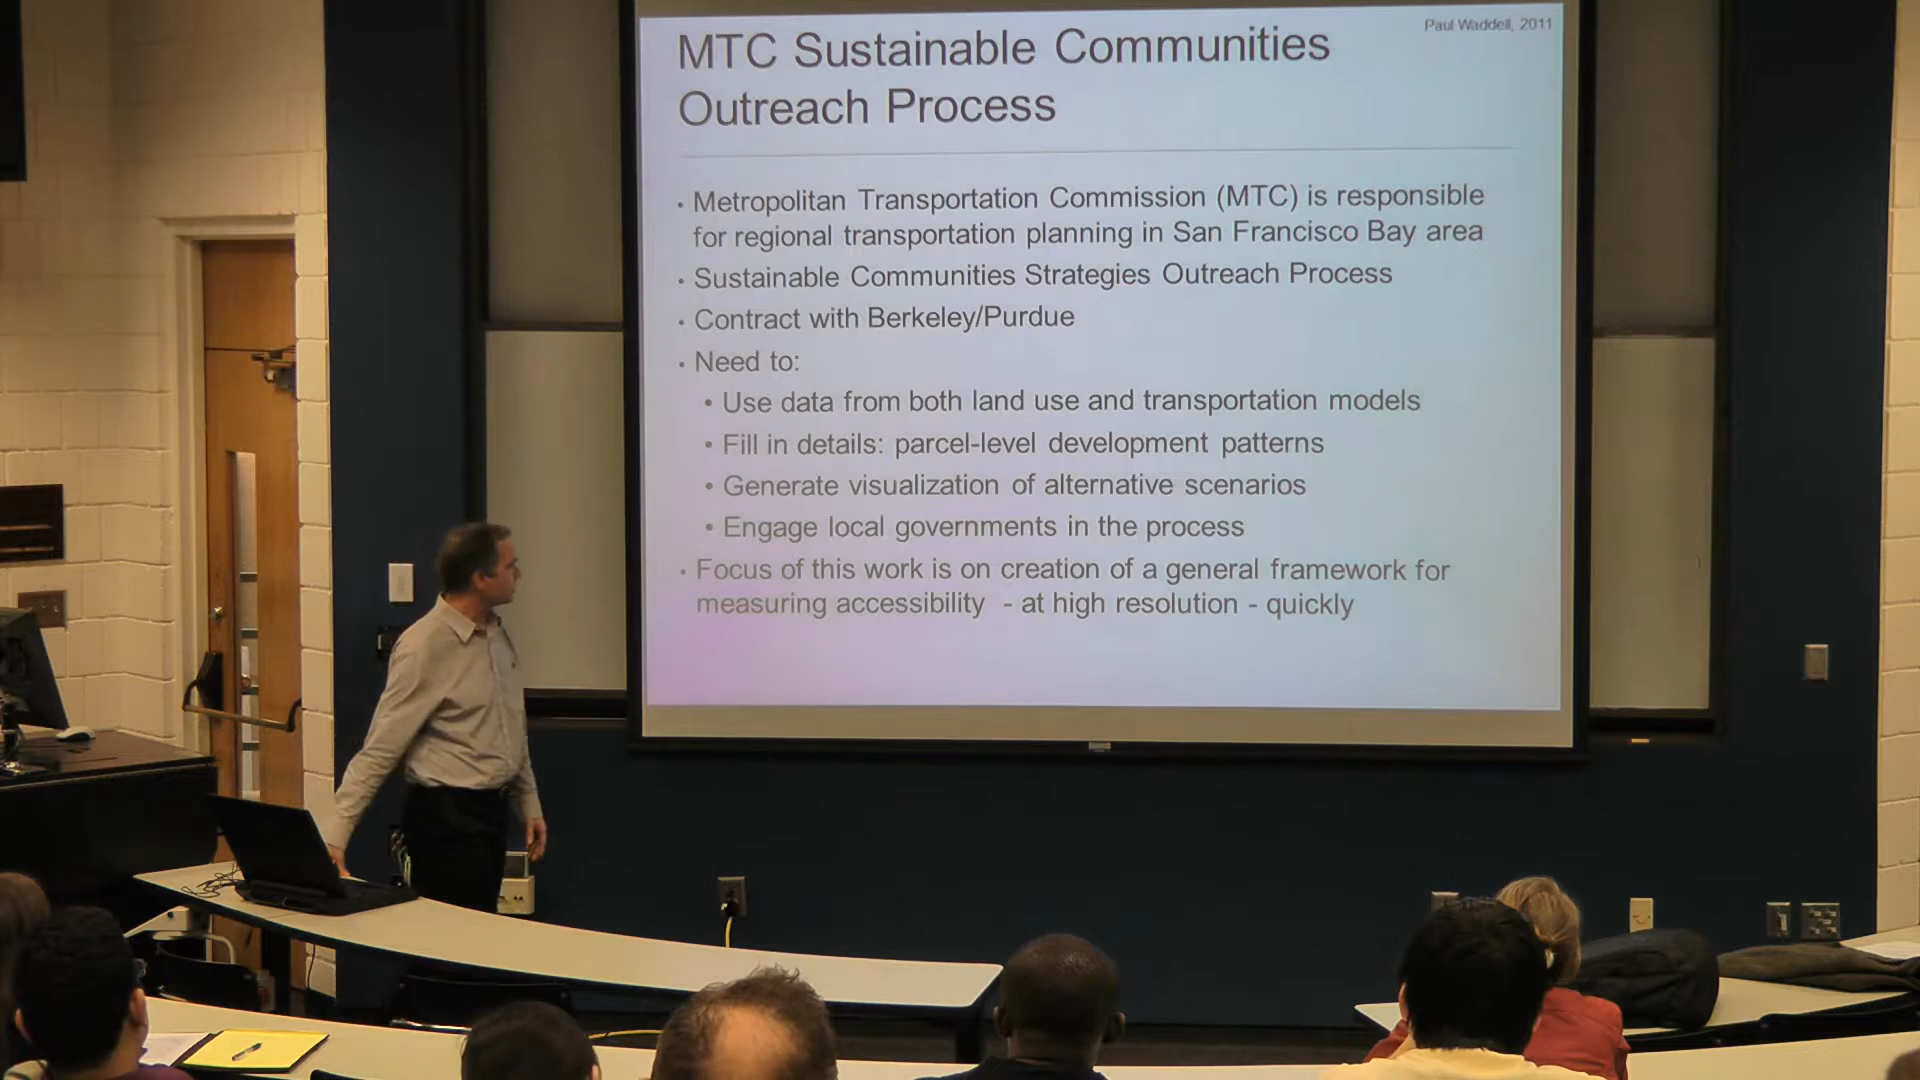 Paul Waddell, 2011
MTC Sustainable Communities
Outreach Process
• Metropolitan Transportation Commission (MTC) is responsible
for regional transportation planning in San Francisco Bay area
• Sustainable Communities Strategies Outreach Process
• Contract with Berkeley/Purdue
• Need to:
• Use data from both land use and transportation models
• Fill in details: parcel-level development patterns
• Generate visualization of alternative scenarios
• Engage local governments in the process
• Focus of this work is on creation of a general framework for
measuring accessibility - at high resolution - quickly